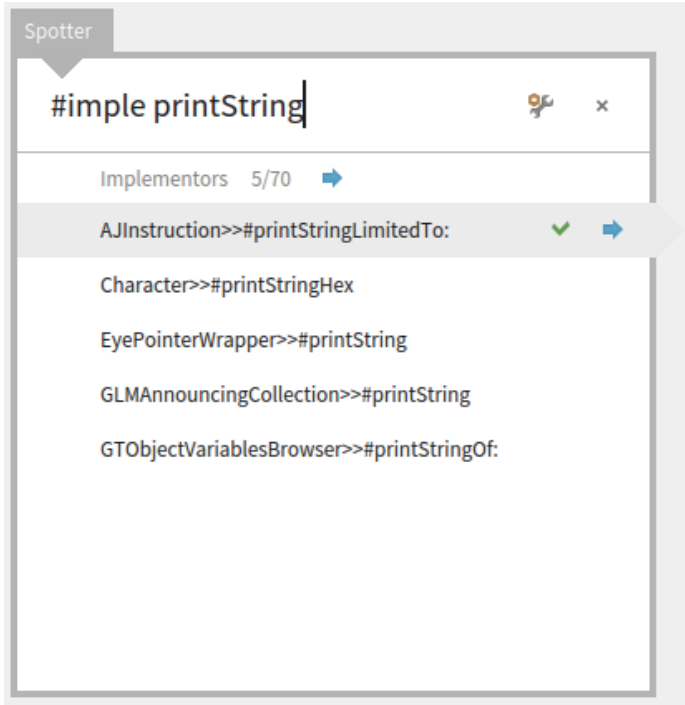 Spotter
#imple printString
Implementors 5/70
AJInstruction>>#printStringLimitedTo:
Character>>#printStringHex
EyePointerWrapper>>#printString
GLMAnnouncingCollection>>#printString
GTObjectVariablesBrowser>>#printStringOf: